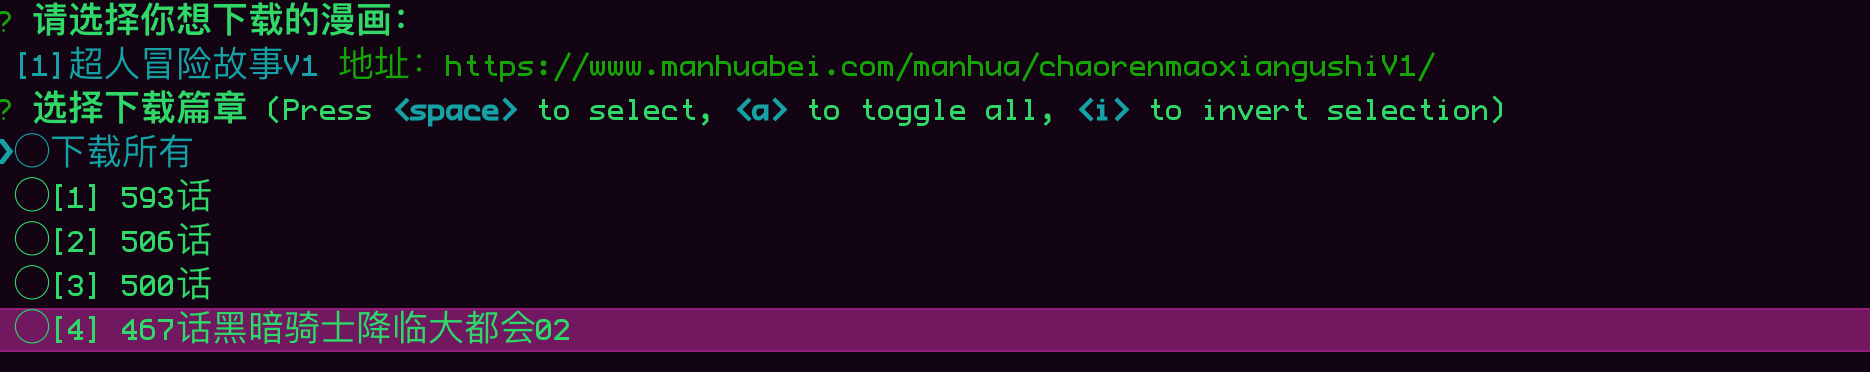 ? 请选择你想下载的漫画：
[1]超人冒险故事V1 地址：https://www.manhuabei.com/manhua/chaorenmaoxiangushiV1/
? 选择下载篇章 (Press <space> to select, <a> to toggle all, <i> to invert selection)
❯○下载所有
○[1] 593话
○[2] 506话
○[3] 500话
○[4] 467话黑暗骑士降临大都会02